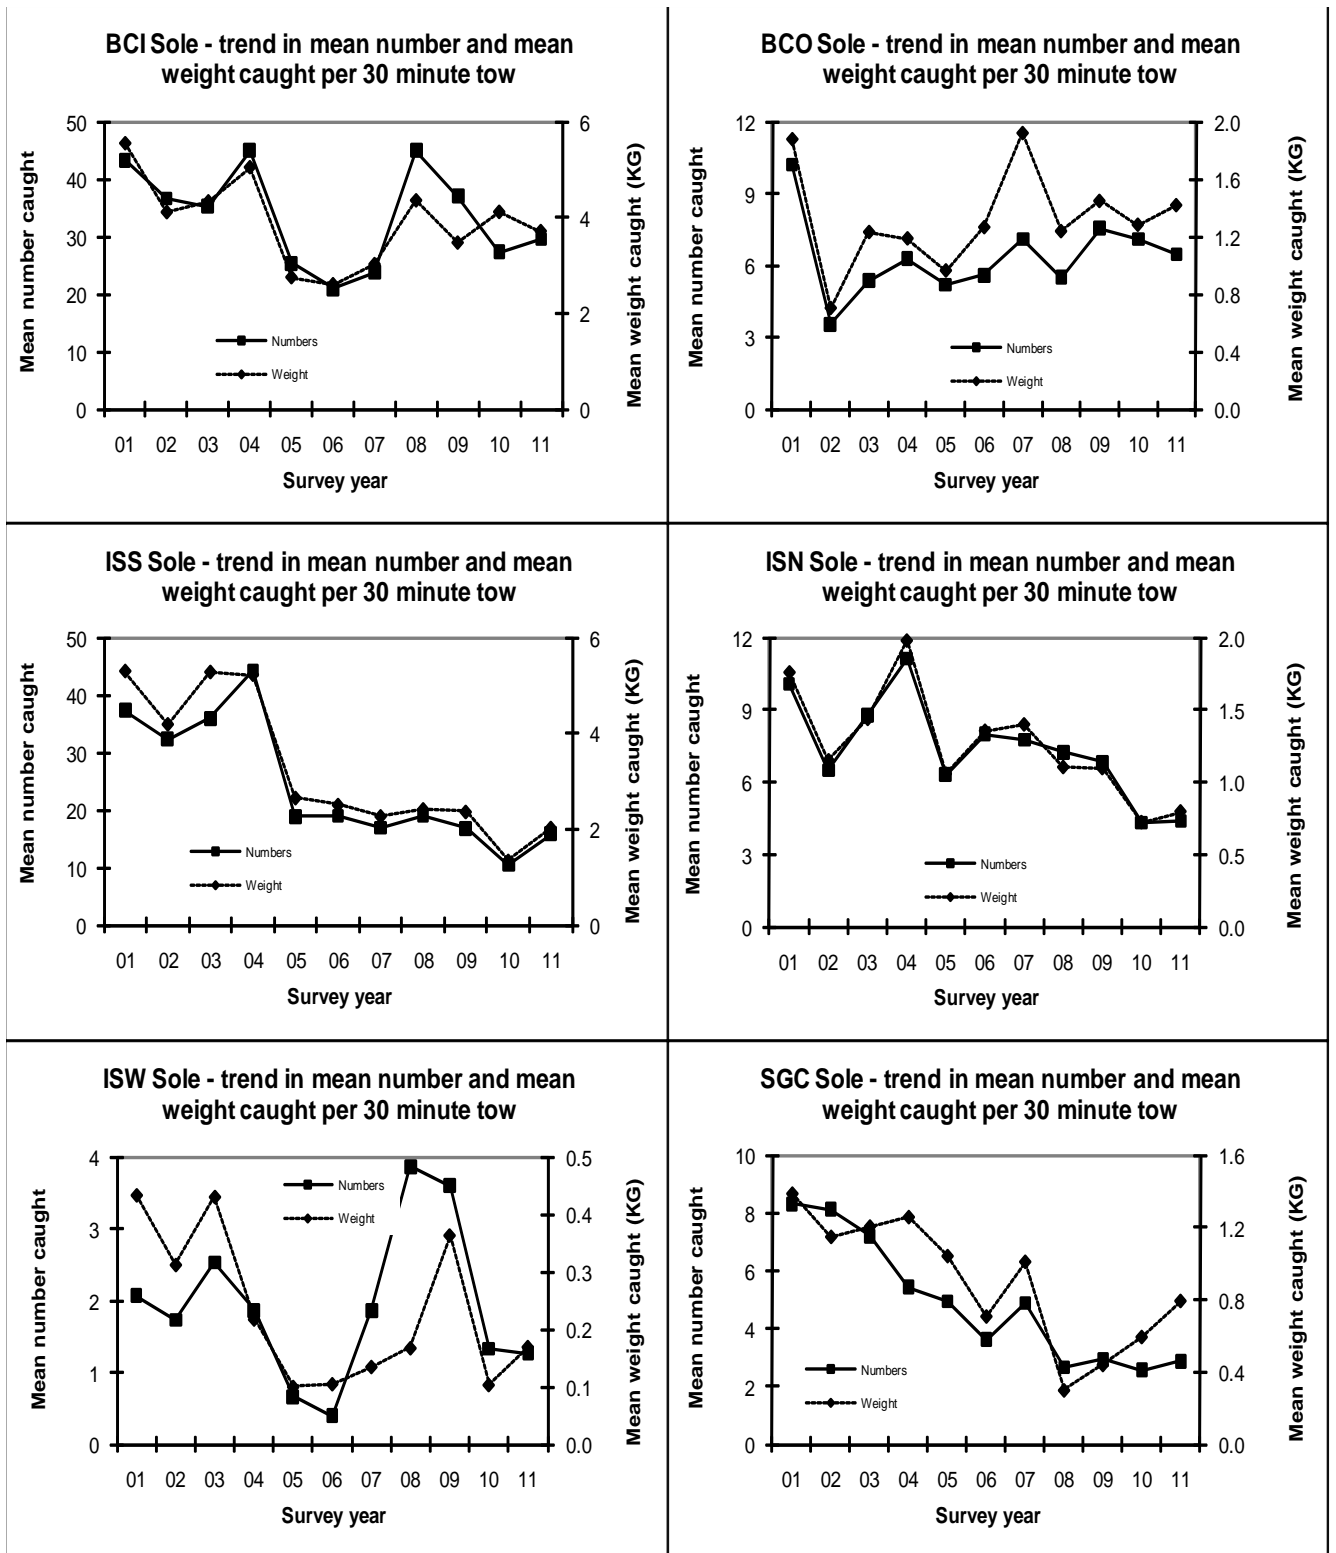 BCI Sole - trend in mean number and mean
weight caught per 30 minute tow
Mean number caught
50
40
30
20
10
0
6
4
2
0
Mean weight caught (KG)
Numbers
Weight
01 02 03 04 05 06 07 08 09 10 11
Survey year
BCO Sole - trend in mean number and mean
weight caught per 30 minute tow
Mean number caught
12
9
6
3
0
2.0
1.6
1.2
0.8
0.4
0.0
Mean weight caught (KG)
Numbers
Weight
01 02 03 04 05 06 07 08 09 10 11
Survey year
ISS Sole - trend in mean number and mean
weight caught per 30 minute tow
Mean number caught
50
40
30
20
10
0
6
4
2
0
Mean weight caught (KG)
Numbers
Weight
01 02 03 04 05 06 07 08 09 10 11
Survey year
ISN Sole - trend in mean number and mean
weight caught per 30 minute tow
Mean number caught
12
9
6
3
0
2.0
1.5
1.0
0.5
0.0
Mean weight caught (KG)
Numbers
Weight
01 02 03 04 05 06 07 08 09 10 11
Survey year
ISW Sole - trend in mean number and mean
weight caught per 30 minute tow
Mean number caught
4
3
2
1
0
0.5
0.4
0.3
0.2
0.1
0.0
Mean weight caught (KG)
Numbers
Weight
01 02 03 04 05 06 07 08 09 10 11
Survey year
SGC Sole - trend in mean number and mean
weight caught per 30 minute tow
Mean number caught
10
8
6
4
2
0
1.6
1.2
0.8
0.4
0.0
Mean weight caught (KG)
Numbers
Weight
01 02 03 04 05 06 07 08 09 10 11
Survey year